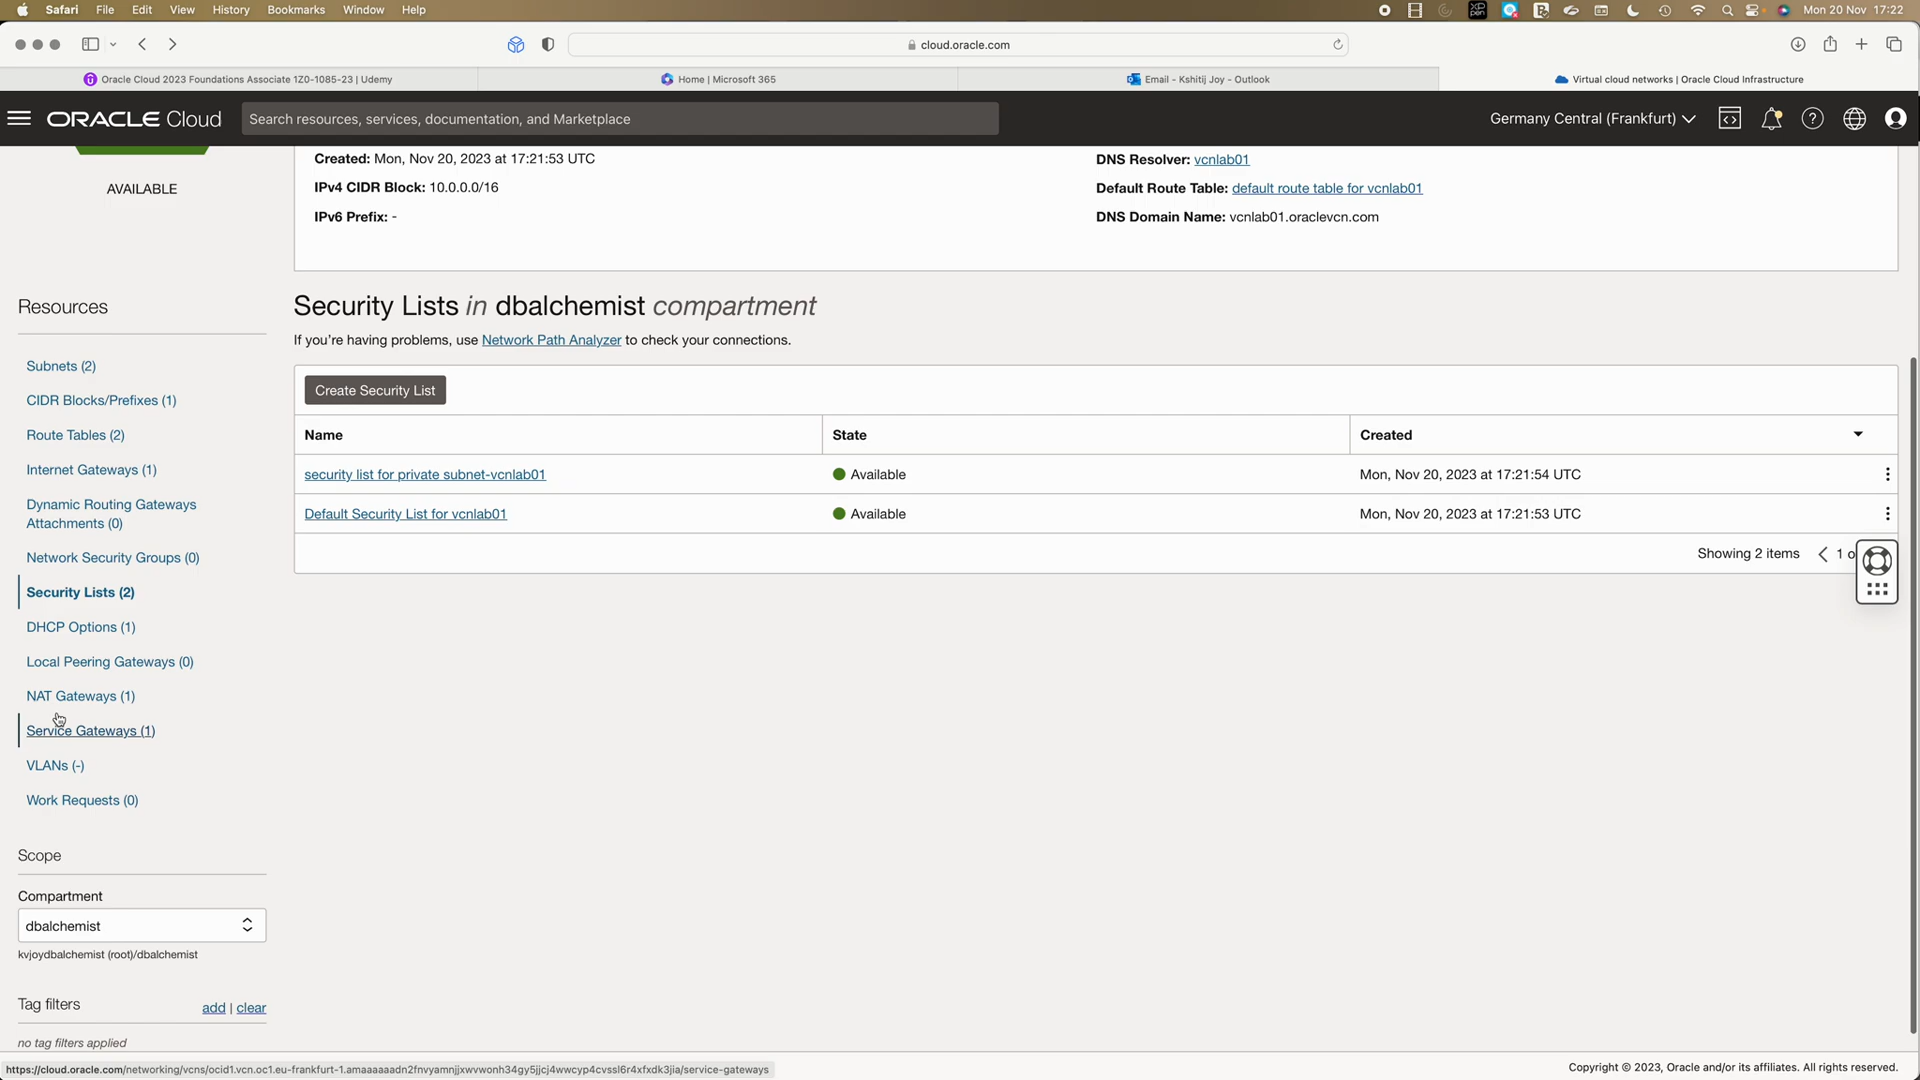 Safari File Edit View History Bookmarks Window Help Mon 20 Nov 17:22
cloud.oracle.com
Oracle Cloud 2023 Foundations Associate 1Z0-1085-23 | Udemy
Home | Microsoft 365
Email - Kshitij Joy - Outlook
Virtual cloud networks | Oracle Cloud Infrastructure
ORACLE Cloud
Search resources, services, documentation, and Marketplace
Germany Central (Frankfurt)
AVAILABLE
Created: Mon, Nov 20, 2023 at 17:21:53 UTC
IPv4 CIDR Block: 10.0.0.0/16
IPv6 Prefix: -
DNS Resolver: vcnlab01
Default Route Table: default route table for vcnlab01
DNS Domain Name: vcnlab01.oraclevcn.com
Resources
Subnets (2)
CIDR Blocks/Prefixes (1)
Route Tables (2)
Internet Gateways (1)
Dynamic Routing Gateways
Attachments (0)
Network Security Groups (0)
Security Lists (2)
DHCP Options (1)
Local Peering Gateways (0)
NAT Gateways (1)
Service Gateways (1)
VLANs (-)
Work Requests (0)
Scope
Compartment
dbalchemist
kvjoydbalchemist (root)/dbalchemist
Tag filters
add | clear
no tag filters applied
Security Lists in dbalchemist compartment
If you're having problems, use Network Path Analyzer to check your connections.
Create Security List
Name State Created
security list for private subnet-vcnlab01 Available Mon, Nov 20, 2023 at 17:21:54 UTC
Default Security List for vcnlab01 Available Mon, Nov 20, 2023 at 17:21:53 UTC
Showing 2 items 1 o
https://cloud.oracle.com/networking/vcns/ocid1.vcn.oc1.eu-frankfurt-1.amaaaaaadn2fnvyamnjjxwvwonh34gy5jjcj4wwcyp4cvssl6r4xfxdk3jia/service-gateways
Copyright © 2023, Oracle and/or its affiliates. All rights reserved.